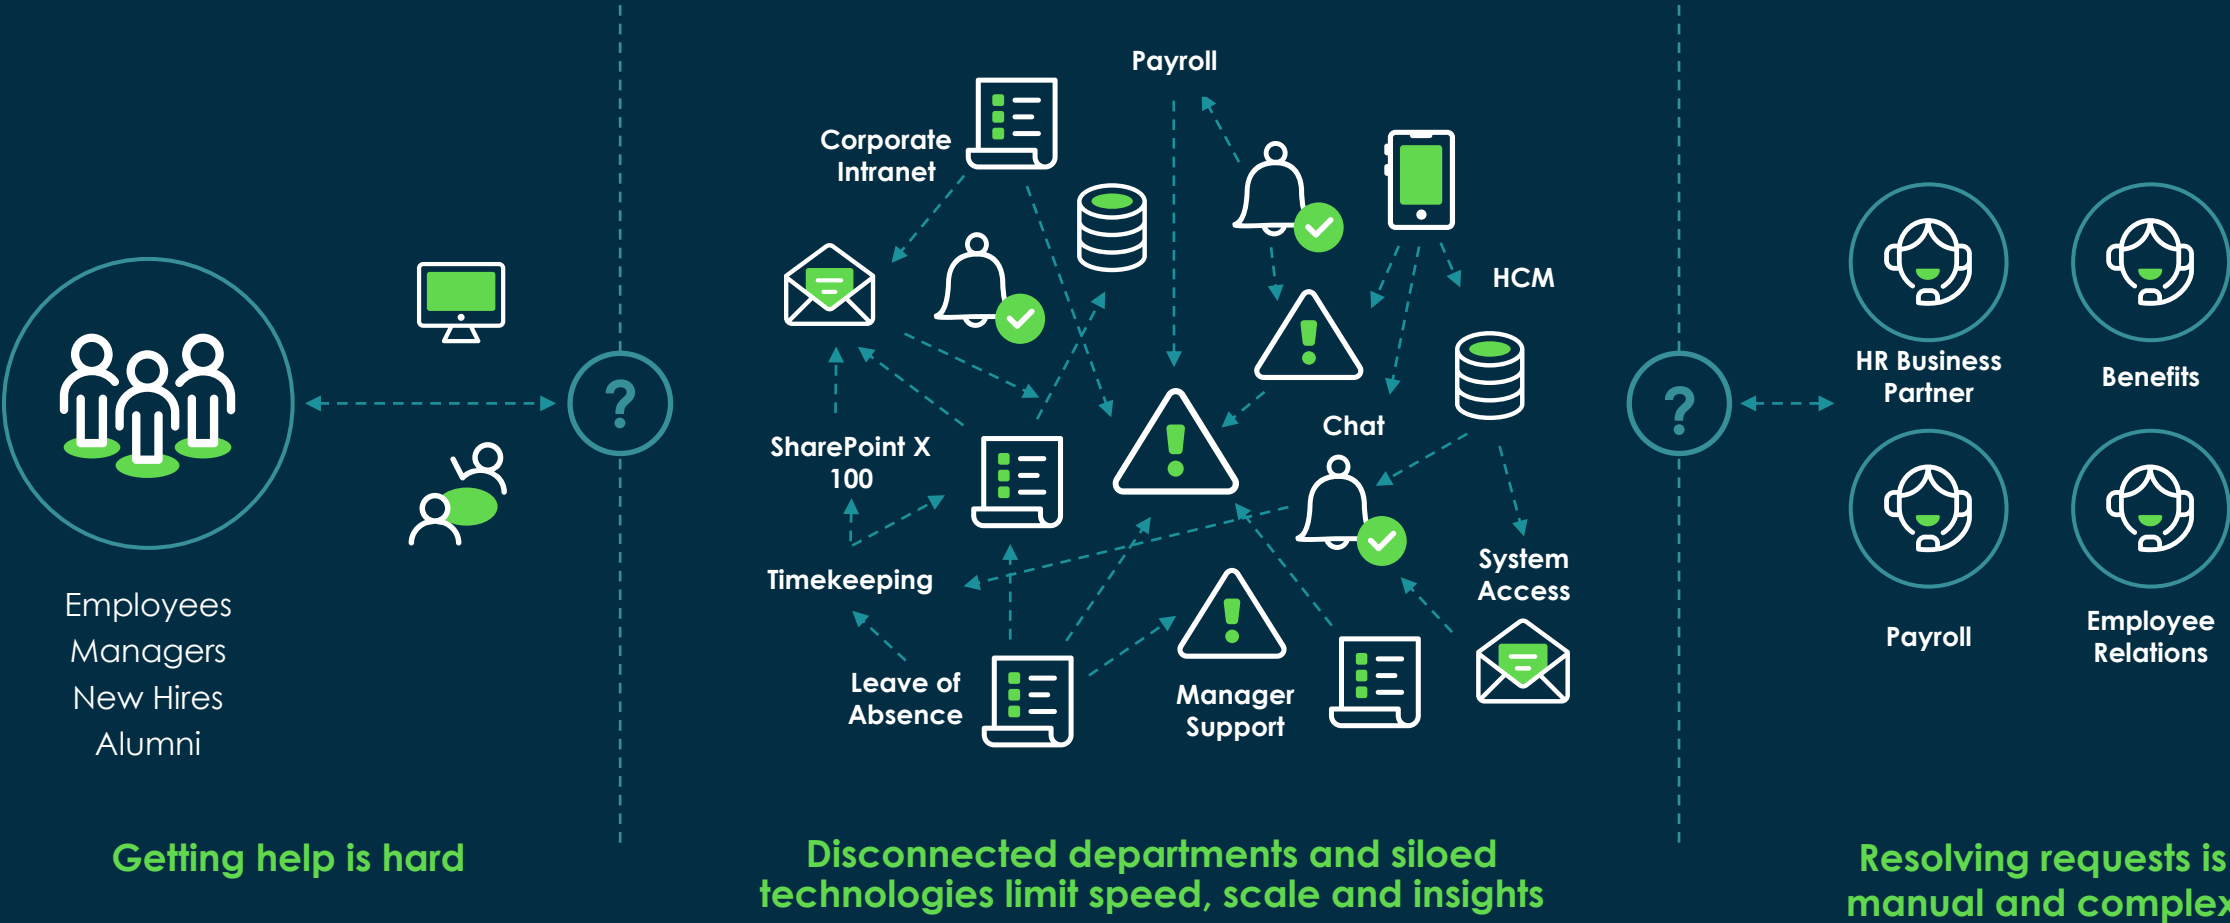 Employees
Managers
New Hires
Alumni
Getting help is hard
?
Payroll
Corporate
Intranet
HCM
SharePoint X
100
Chat
Timekeeping
System
Access
Leave of
Absence
Manager
Support
Disconnected departments and siloed
technologies limit speed, scale and insights
?
HR Business
Partner
Benefits
Payroll
Employee
Relations
Resolving requests is
manual and complex